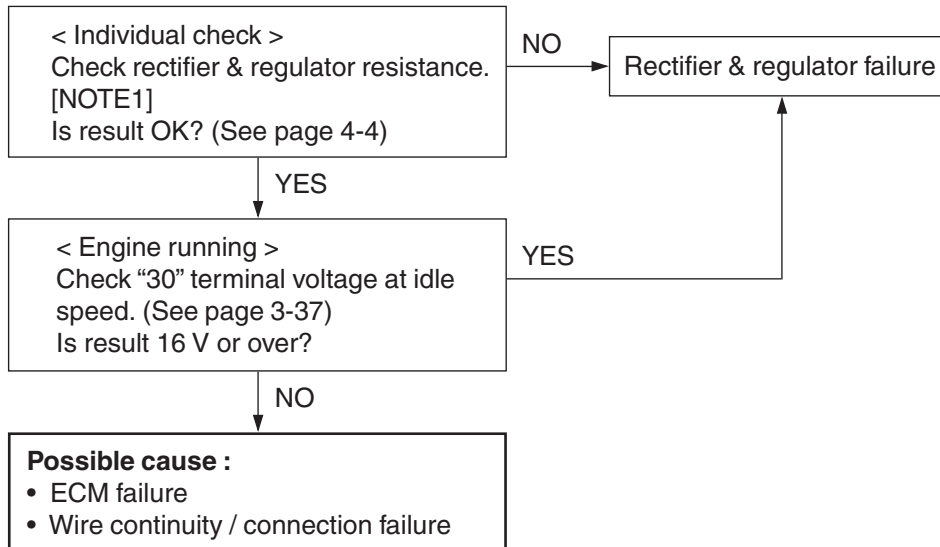 < Individual check >
Check rectifier & regulator resistance.
[NOTE1]
Is result OK? (See page 4-4)
NO
Rectifier & regulator failure
YES
< Engine running >
Check “30” terminal voltage at idle
speed. (See page 3-37)
Is result 16 V or over?
YES
NO
Possible cause :
• ECM failure
• Wire continuity / connection failure